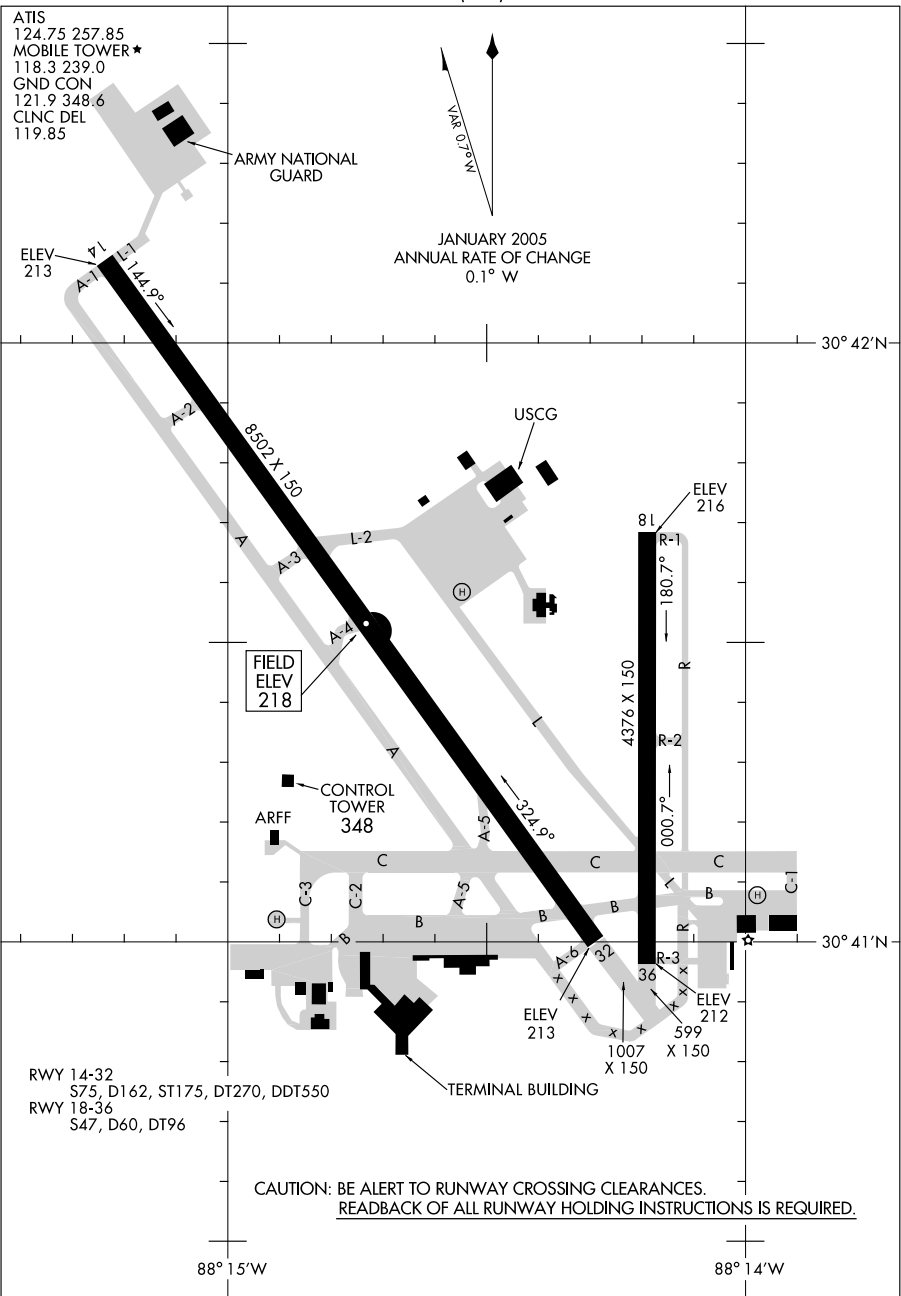 ATIS
124.75 257.85
MOBILE TOWER★
118.3 239.0
GND CON
121.9 348.6
CLNC DEL
119.85
ARMY NATIONAL
GUARD
VAR 0.7° W
JANUARY 2005
ANNUAL RATE OF CHANGE
0.1° W
ELEV
213
14
L-1
A-1
144.9°
30° 42'N
A-2
8502 X 150
USCG
ELEV
216
18
R-1
A
L-2
A-3
180.7°
H
A-4
FIELD
ELEV
218
R
4376 X 150
L
R-2
A
CONTROL
TOWER
348
324.9°
000.7°
ARFF
A-5
C
C
C
C-3
C-2
A-5
L
B
C-1
H
H
B
B
B
B
R
30° 41'N
A-6
32
R-3
36
x x x x x x x
ELEV
213
ELEV
212
1007
X 150
599
X 150
TERMINAL BUILDING
RWY 14-32
S75, D162, ST175, DT270, DDT550
RWY 18-36
S47, D60, DT96
CAUTION: BE ALERT TO RUNWAY CROSSING CLEARANCES.
READBACK OF ALL RUNWAY HOLDING INSTRUCTIONS IS REQUIRED.
88° 15'W
88° 14'W